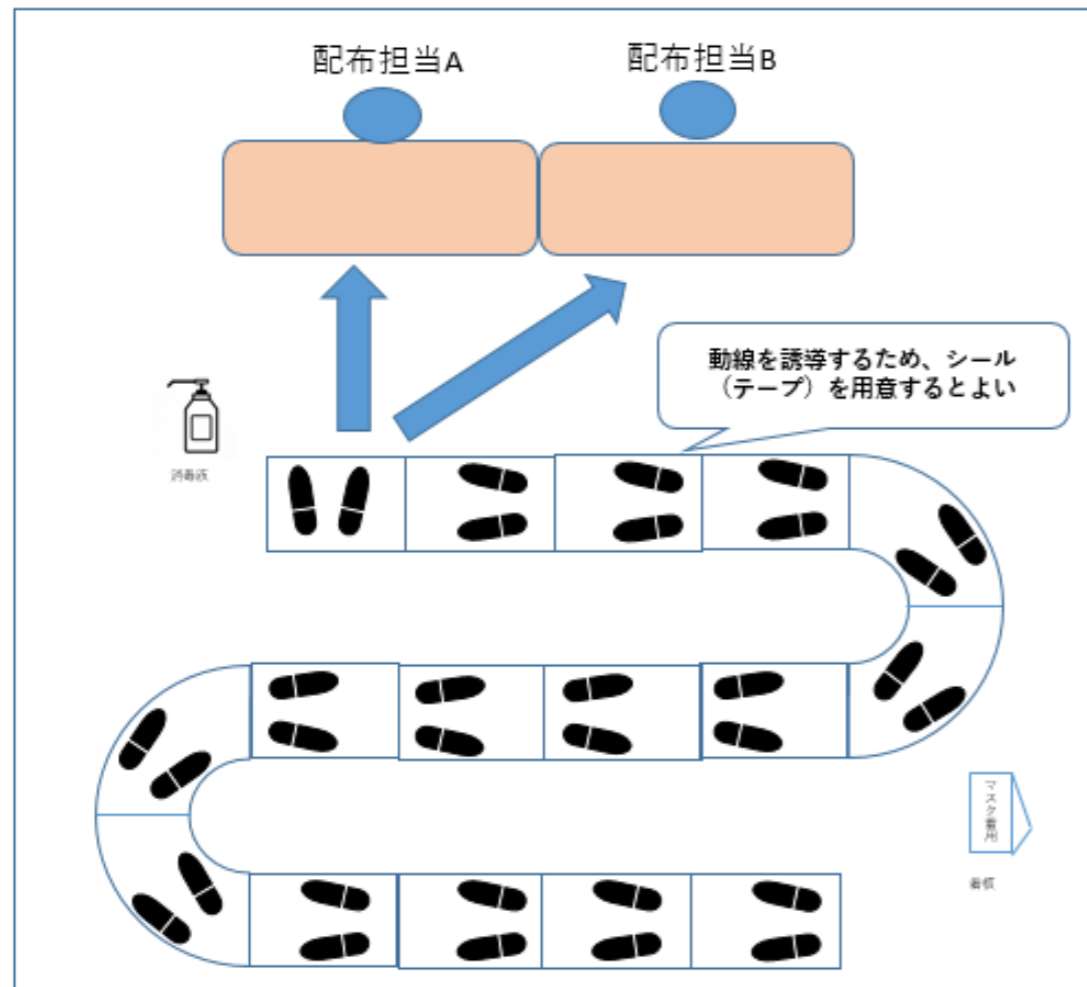 配布担当A
配布担当B
動線を誘導するため、シール
（テープ）を用意するとよい
消毒液
マスク着用
看板